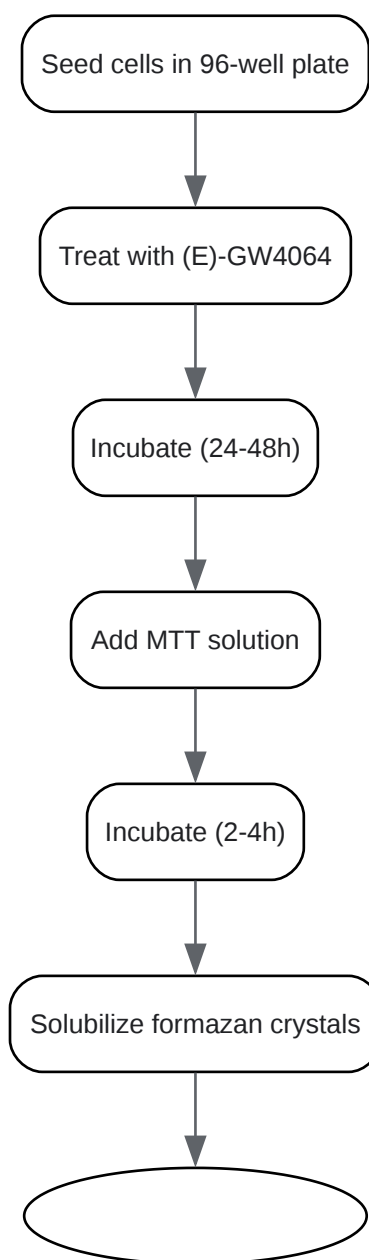 Seed cells in 96-well plate
Treat with (E)-GW4064
Incubate (24-48h)
Add MTT solution
Incubate (2-4h)
Solubilize formazan crystals